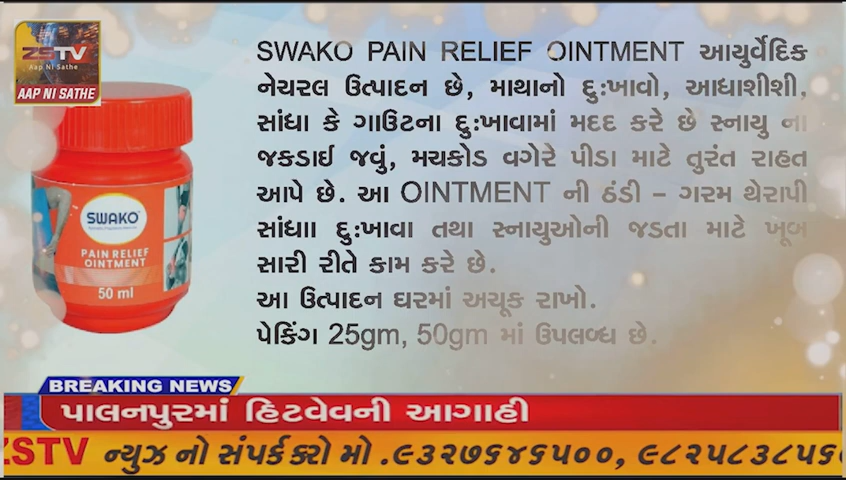 ZSTV
Aap Ni Sathe
AAP NI SATHE
SWAKO PAIN RELIEF OINTMENT આયુર્વેદિક
નેચરલ ઉત્પાદન છે, માથાનો દુઃખાવો, આધાશીશી,
સાંધા કે ગાઉટના દુઃખાવામાં મદદ કરે છે સ્નાયુ ના
જકડાઈ જવું, મચકોડ વગેરે પીડા માટે તુરંત રાહત
આપે છે. આ OINTMENT ની ઠંડી – ગરમ થેરાપી
સાંધાા દુઃખાવા તથા સ્નાયુઓની જડતા માટે ખૂબ
સારી રીતે કામ કરે છે.
આ ઉત્પાદન ઘરમાં અચૂક રાખો.
પેકિંગ 25gm, 50gm માં ઉપલબ્ધ છે.
SWAKO
PAIN RELIEF
OINTMENT
50 ml
BREAKING NEWS
પાલનપુરમાં હિટવેવની આગાહી
ZSTV ન્યુઝ નો સંપર્ક કરો મો .૯૩૨૭૬૪૬૫૦૦, ૯૮૨૫૮૩૮૫૬